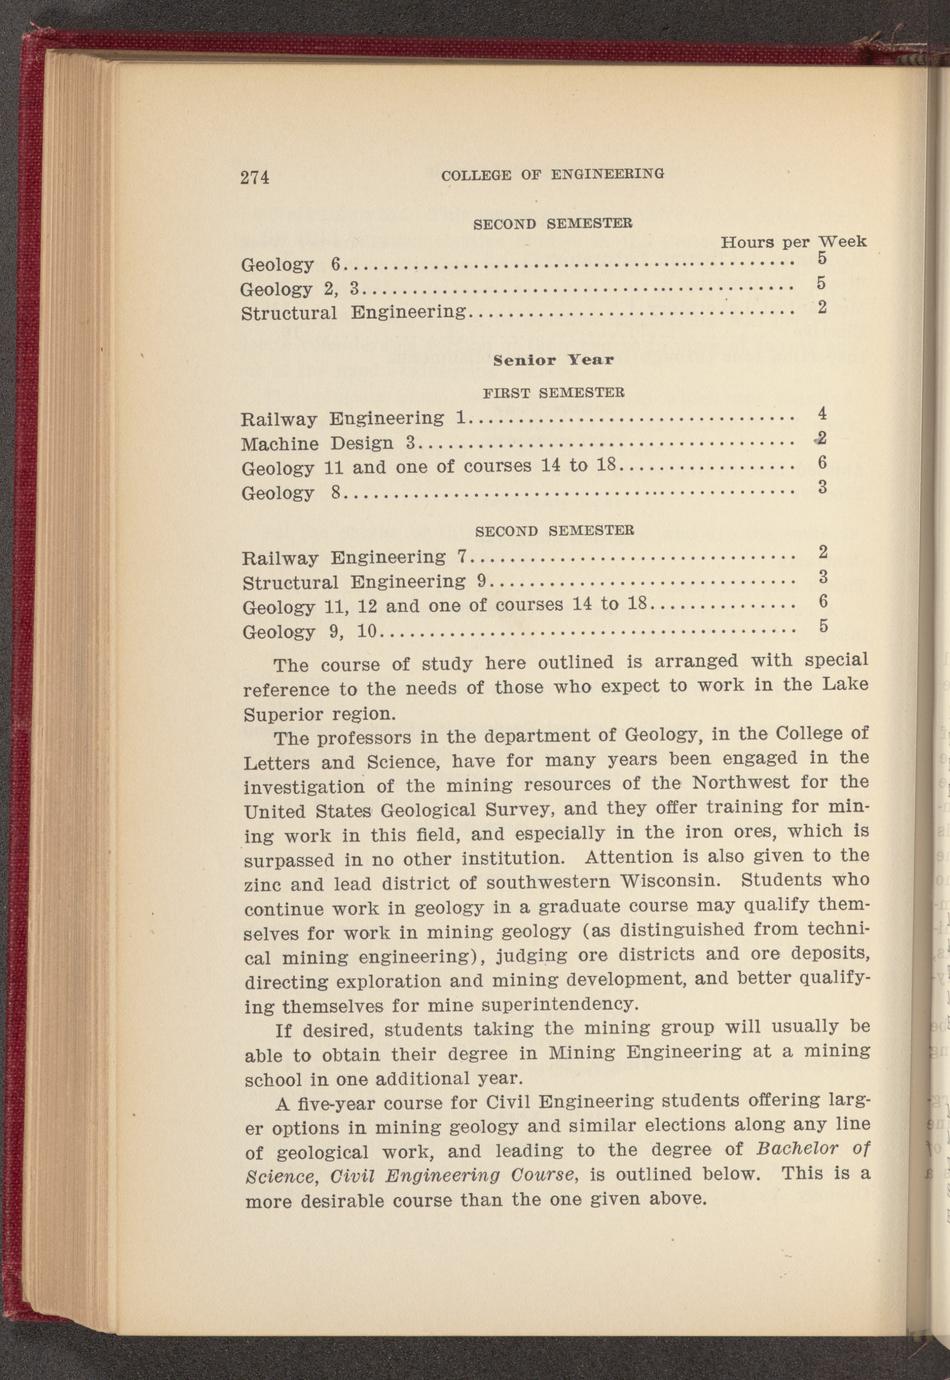 274 COLLEGE OF ENGINEERING
SECOND SEMESTER
Hours per Week
Geology 6............................................. 5
Geology 2, 3........................................... 5
Structural Engineering................................. 2
Senior Year
FIRST SEMESTER
Railway Engineering 1................................. 4
Machine Design 3...................................... 2
Geology 11 and one of courses 14 to 18.................. 6
Geology 8............................................. 3
SECOND SEMESTER
Railway Engineering 7................................. 2
Structural Engineering 9............................... 3
Geology 11, 12 and one of courses 14 to 18............... 6
Geology 9, 10.......................................... 5
The course of study here outlined is arranged with special
reference to the needs of those who expect to work in the Lake
Superior region.
The professors in the department of Geology, in the College of
Letters and Science, have for many years been engaged in the
investigation of the mining resources of the Northwest for the
United States Geological Survey, and they offer training for min-
ing work in this field, and especially in the iron ores, which is
surpassed in no other institution. Attention is also given to the
zinc and lead district of southwestern Wisconsin. Students who
continue work in geology in a graduate course may qualify them-
selves for work in mining geology (as distinguished from techni-
cal mining engineering), judging ore districts and ore deposits,
directing exploration and mining development, and better qualify-
ing themselves for mine superintendency.
If desired, students taking the mining group will usually be
able to obtain their degree in Mining Engineering at a mining
school in one additional year.
A five-year course for Civil Engineering students offering larg-
er options in mining geology and similar elections along any line
of geological work, and leading to the degree of Bachelor of
Science, Civil Engineering Course, is outlined below. This is a
more desirable course than the one given above.